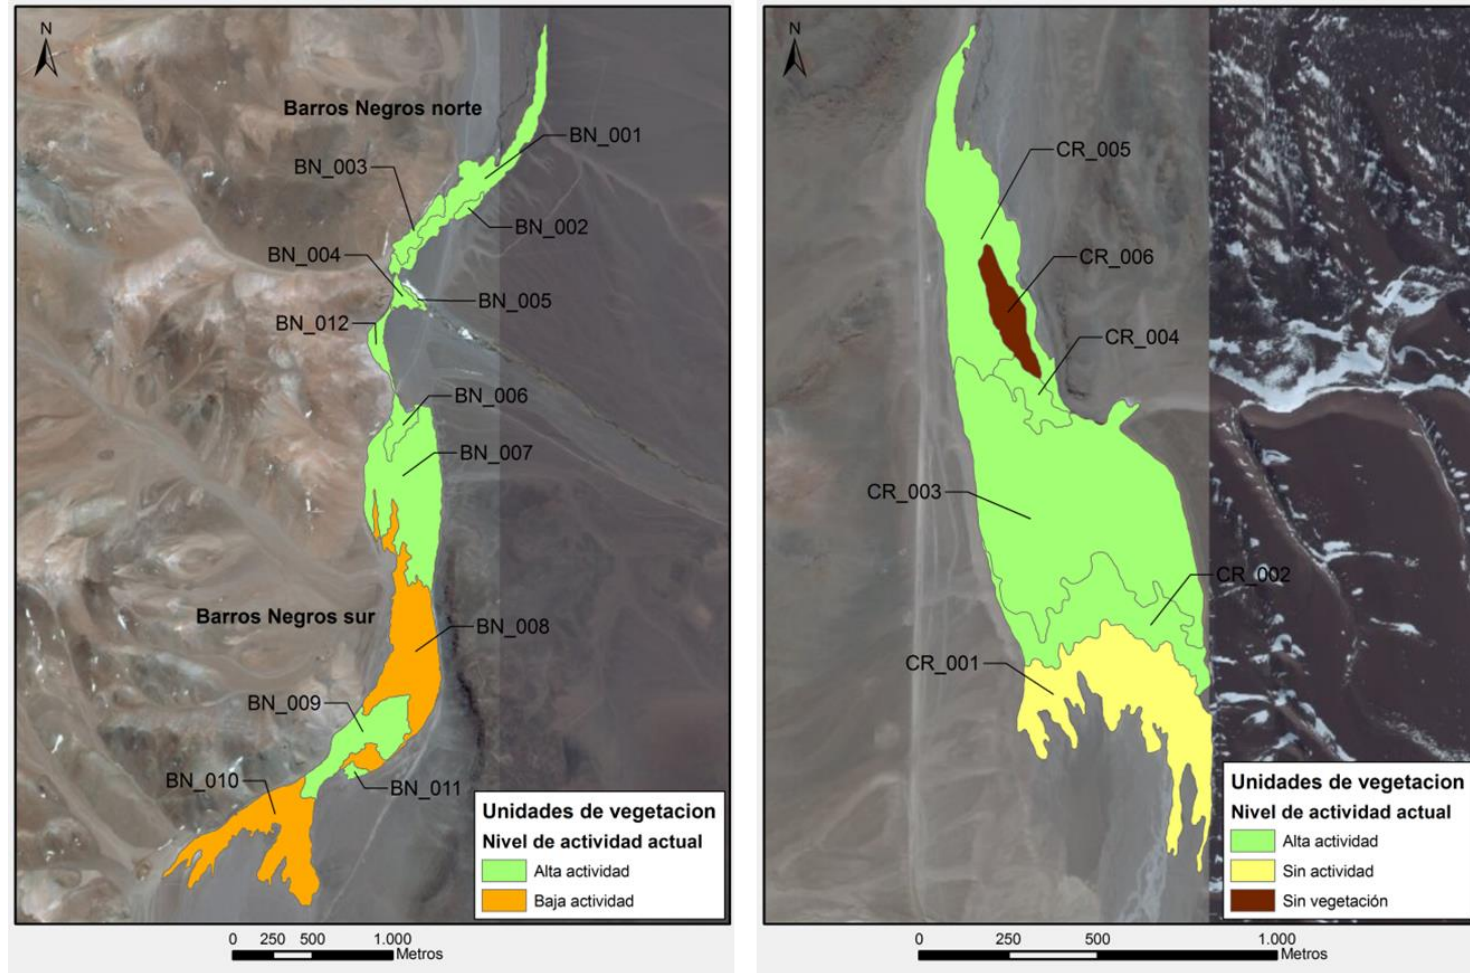 N
Barros Negros norte
BN_001
BN_003
BN_002
BN_004
BN_005
BN_012
BN_006
BN_007
Barros Negros sur
BN_008
BN_009
BN_010
BN_011
Unidades de vegetacion
Nivel de actividad actual
Alta actividad
Baja actividad
0 250 500 1.000
Metros
N
CR_005
CR_006
CR_004
CR_003
CR_002
CR_001
Unidades de vegetacion
Nivel de actividad actual
Alta actividad
Sin actividad
Sin vegetación
0 250 500 1.000
Metros